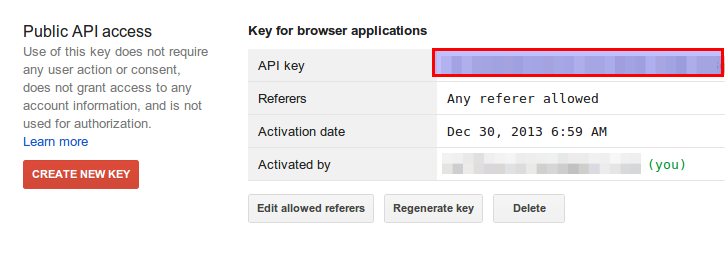 Public API access
Use of this key does not require
any user action or consent,
does not grant access to any
account information, and is not
used for authorization.
Learn more
CREATE NEW KEY
Key for browser applications
API key
Referers Any referer allowed
Activation date Dec 30, 2013 6:59 AM
Activated by (you)
Edit allowed referers Regenerate key Delete